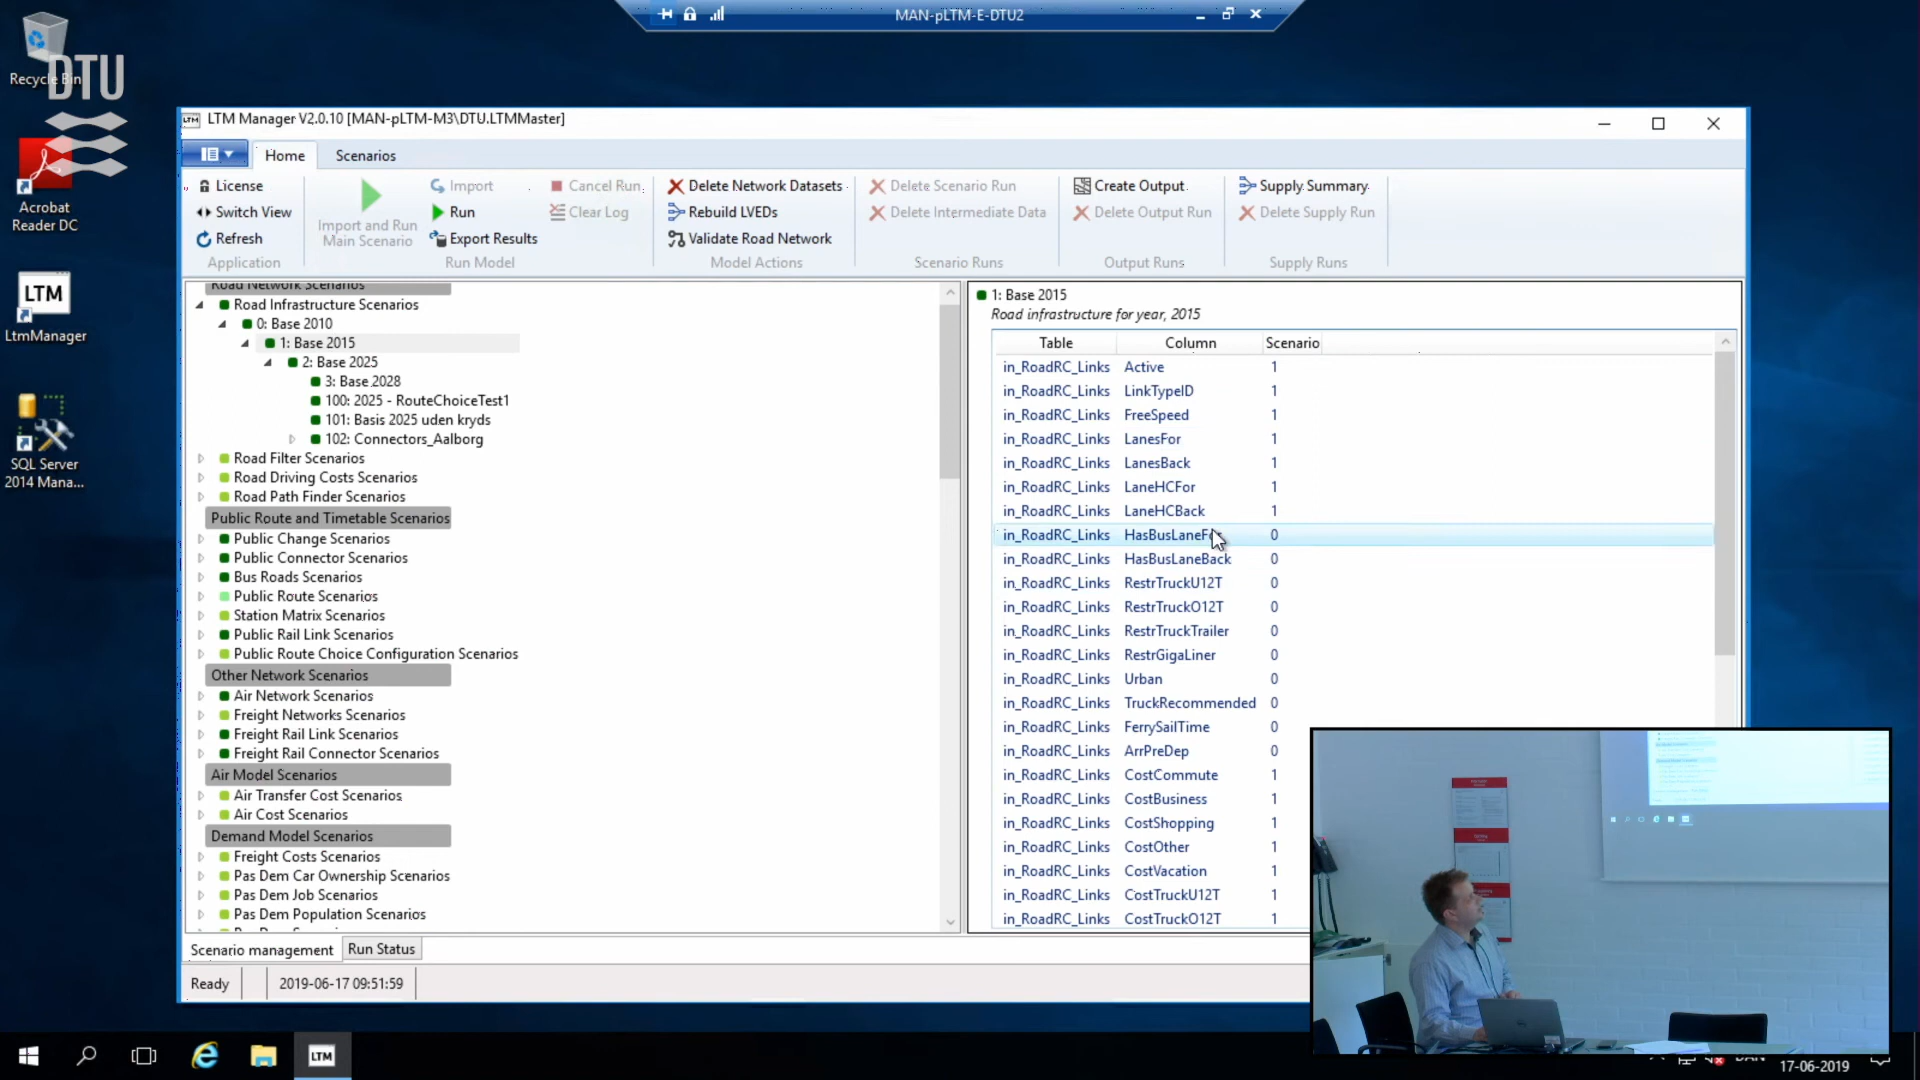 MAN-pLTM-E-DTU2
Recycle Bin
DTU
Acrobat
Reader DC
LTM
LtmManager
SQL Server
2014 Mana...
LTM Manager V2.0.10 [MAN-pLTM-M3\DTU.LTMMaster]
Home
Scenarios
License
Switch View
Refresh
Application
Import and Run
Main Scenario
Import
Run
Export Results
Cancel Run
Clear Log
Run Model
Delete Network Datasets
Rebuild LVEDs
Validate Road Network
Model Actions
Delete Scenario Run
Delete Intermediate Data
Scenario Runs
Create Output
Delete Output Run
Output Runs
Supply Summary
Delete Supply Run
Supply Runs
Road Network Scenarios
Road Infrastructure Scenarios
0: Base 2010
1: Base 2015
2: Base 2025
3: Base 2028
100: 2025 - RouteChoiceTest1
101: Basis 2025 uden kryds
102: Connectors_Aalborg
Road Filter Scenarios
Road Driving Costs Scenarios
Road Path Finder Scenarios
Public Route and Timetable Scenarios
Public Change Scenarios
Public Connector Scenarios
Bus Roads Scenarios
Public Route Scenarios
Station Matrix Scenarios
Public Rail Link Scenarios
Public Route Choice Configuration Scenarios
Other Network Scenarios
Air Network Scenarios
Freight Networks Scenarios
Freight Rail Link Scenarios
Freight Rail Connector Scenarios
Air Model Scenarios
Air Transfer Cost Scenarios
Air Cost Scenarios
Demand Model Scenarios
Freight Costs Scenarios
Pas Dem Car Ownership Scenarios
Pas Dem Job Scenarios
Pas Dem Population Scenarios
1: Base 2015
Road infrastructure for year, 2015
Table Column Scenario
in_RoadRC_Links Active 1
in_RoadRC_Links LinkTypeID 1
in_RoadRC_Links FreeSpeed 1
in_RoadRC_Links LanesFor 1
in_RoadRC_Links LanesBack 1
in_RoadRC_Links LaneHCFor 1
in_RoadRC_Links LaneHCBack 1
in_RoadRC_Links HasBusLaneFor 0
in_RoadRC_Links HasBusLaneBack 0
in_RoadRC_Links RestrTruckU12T 0
in_RoadRC_Links RestrTruckO12T 0
in_RoadRC_Links RestrTruckTrailer 0
in_RoadRC_Links RestrGigaLiner 0
in_RoadRC_Links Urban 0
in_RoadRC_Links TruckRecommended 0
in_RoadRC_Links FerrySailTime 0
in_RoadRC_Links ArrPreDep 0
in_RoadRC_Links CostCommute 1
in_RoadRC_Links CostBusiness 1
in_RoadRC_Links CostShopping 1
in_RoadRC_Links CostOther 1
in_RoadRC_Links CostVacation 1
in_RoadRC_Links CostTruckU12T 1
in_RoadRC_Links CostTruckO12T 1
Scenario management
Run Status
Ready
2019-06-17 09:51:59
LTM
DAN
17-06-2019